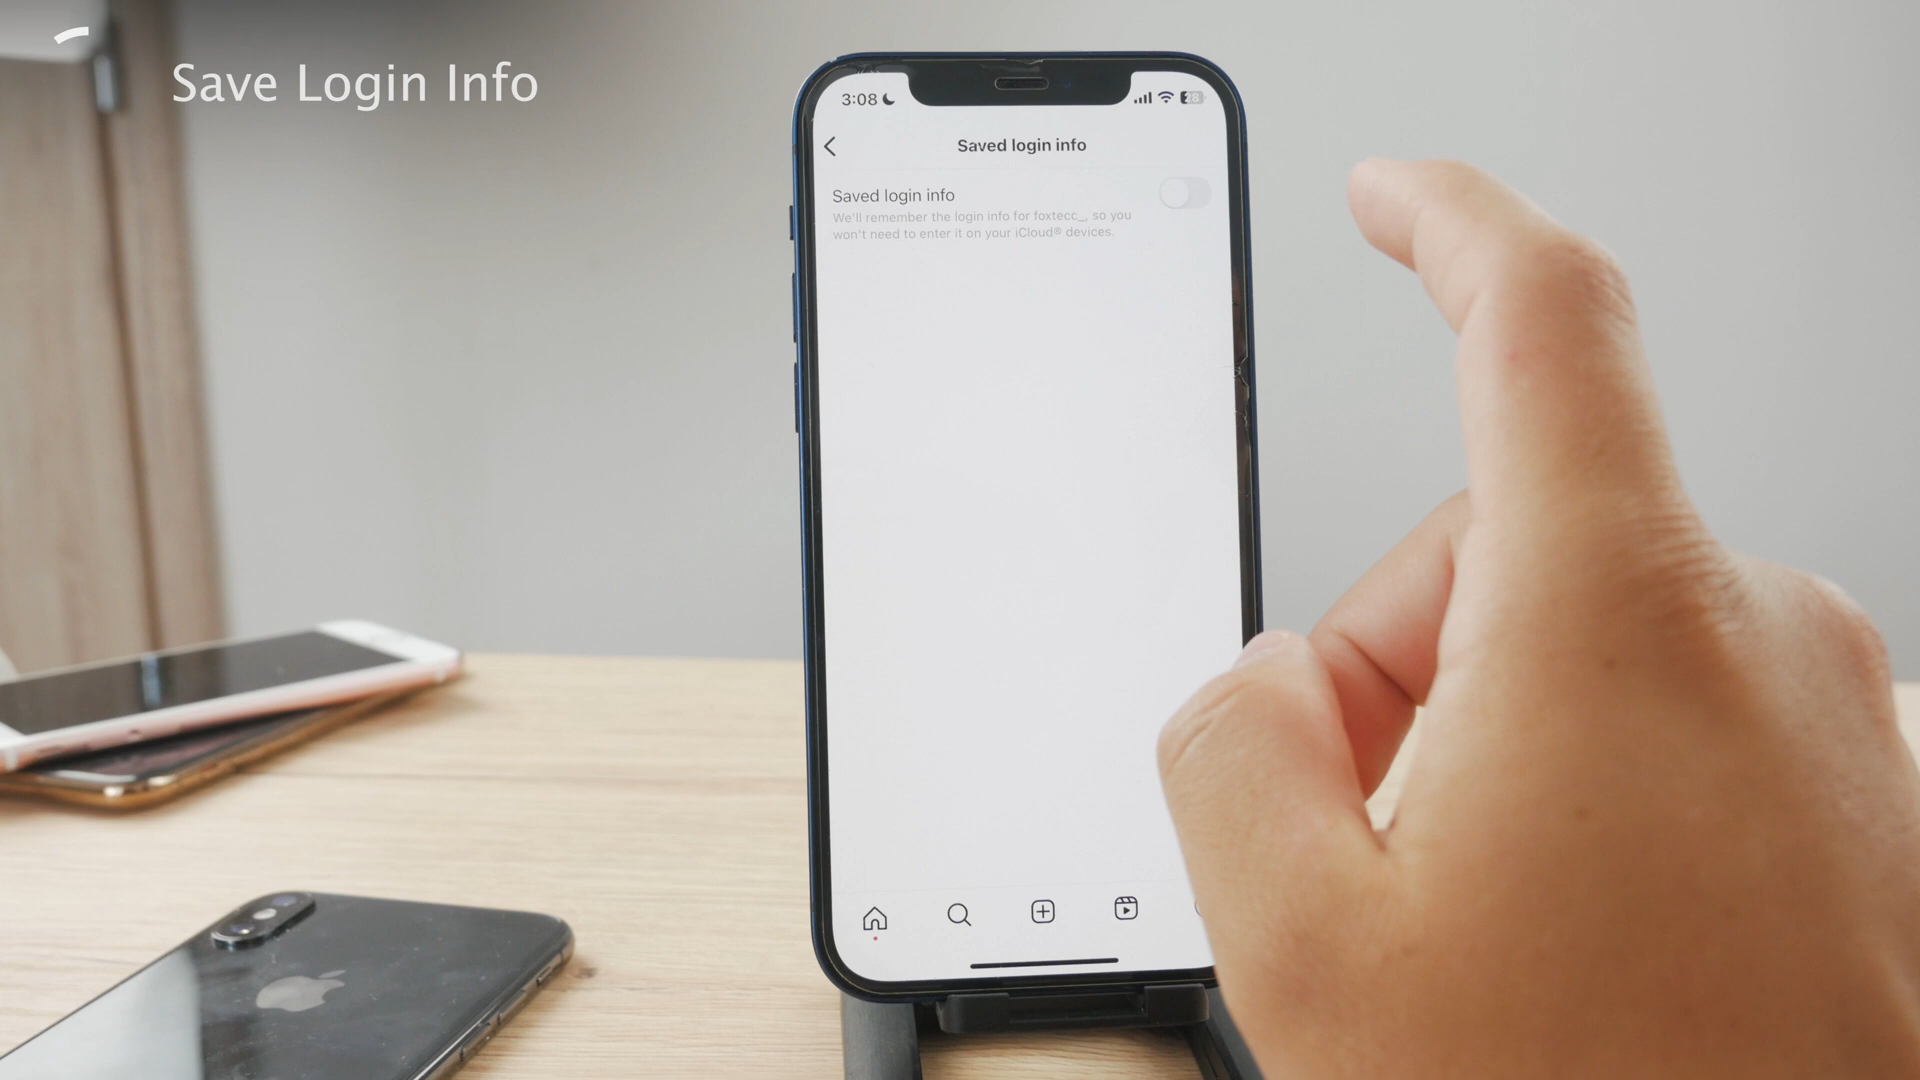 Save Login Info
3:08
28
Saved login info
Saved login info
We'll remember the login info for foxtecc_, so you
won't need to enter it on your iCloud® devices.